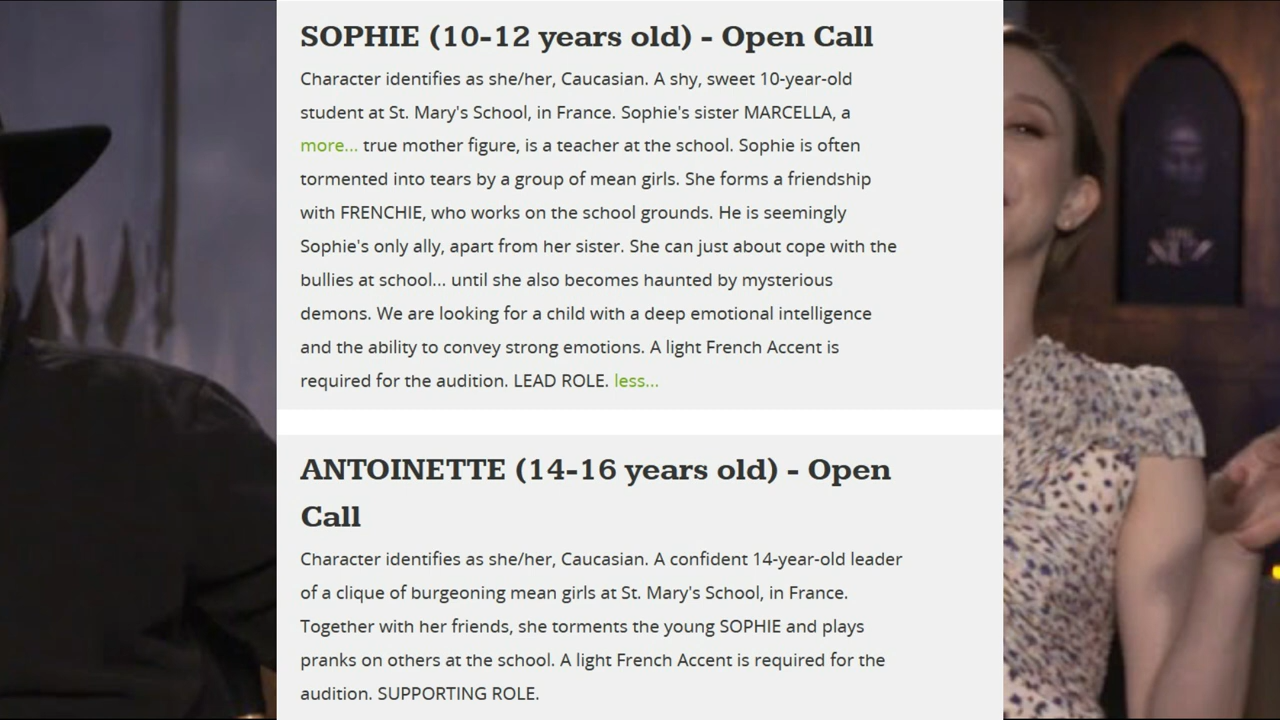 SOPHIE (10-12 years old) - Open Call
Character identifies as she/her, Caucasian. A shy, sweet 10-year-old
student at St. Mary's School, in France. Sophie's sister MARCELLA, a
more... true mother figure, is a teacher at the school. Sophie is often
tormented into tears by a group of mean girls. She forms a friendship
with FRENCHIE, who works on the school grounds. He is seemingly
Sophie's only ally, apart from her sister. She can just about cope with the
bullies at school... until she also becomes haunted by mysterious
demons. We are looking for a child with a deep emotional intelligence
and the ability to convey strong emotions. A light French Accent is
required for the audition. LEAD ROLE. less...
ANTOINETTE (14-16 years old) - Open
Call
Character identifies as she/her, Caucasian. A confident 14-year-old leader
of a clique of burgeoning mean girls at St. Mary's School, in France.
Together with her friends, she torments the young SOPHIE and plays
pranks on others at the school. A light French Accent is required for the
audition. SUPPORTING ROLE.